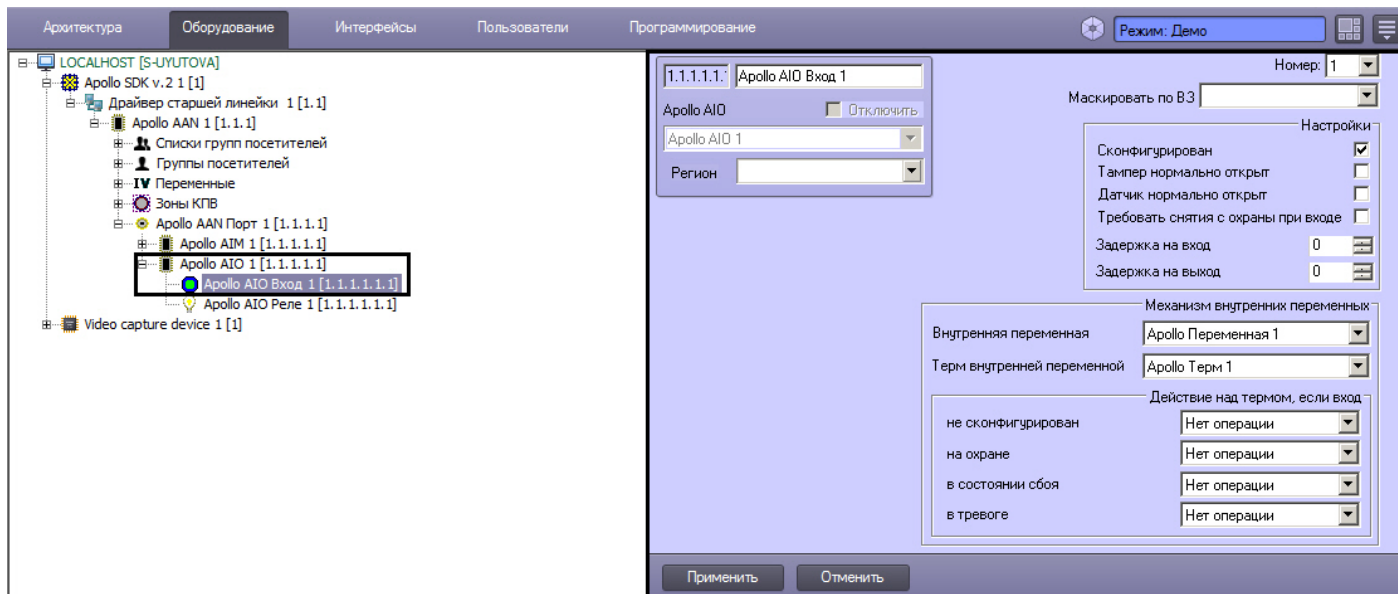 Архитектура Оборудование Интерфейсы Пользователи Программирование Режим: Демо
LOCALHOST [S-UYUTOVA]
Apollo SDK v.2 1 [1]
Драйвер старшей линейки 1 [1.1]
Apollo AAN 1 [1.1.1]
Списки групп посетителей
Группы посетителей
IV Переменные
Зоны КПВ
Apollo AAN Порт 1 [1.1.1.1]
Apollo AIM 1 [1.1.1.1.1]
Apollo AIO 1 [1.1.1.1.1]
Apollo AIO Вход 1 [1.1.1.1.1.1]
Apollo AIO Реле 1 [1.1.1.1.1.1]
Video capture device 1 [1]
1.1.1.1.1. Apollo AIO Вход 1
Apollo AIO Отключить
Apollo AIO 1
Регион
Номер: 1
Маскировать по ВЗ
Настройки
Сконфигурирован
Тампер нормально открыт
Датчик нормально открыт
Требовать снятия с охраны при входе
Задержка на вход 0
Задержка на выход 0
Механизм внутренних переменных
Внутренняя переменная Apollo Переменная 1
Терм внутренней переменной Apollo Терм 1
Действие над термом, если вход
не сконфигурирован Нет операции
на охране Нет операции
в состоянии сбоя Нет операции
в тревоге Нет операции
Применить Отменить